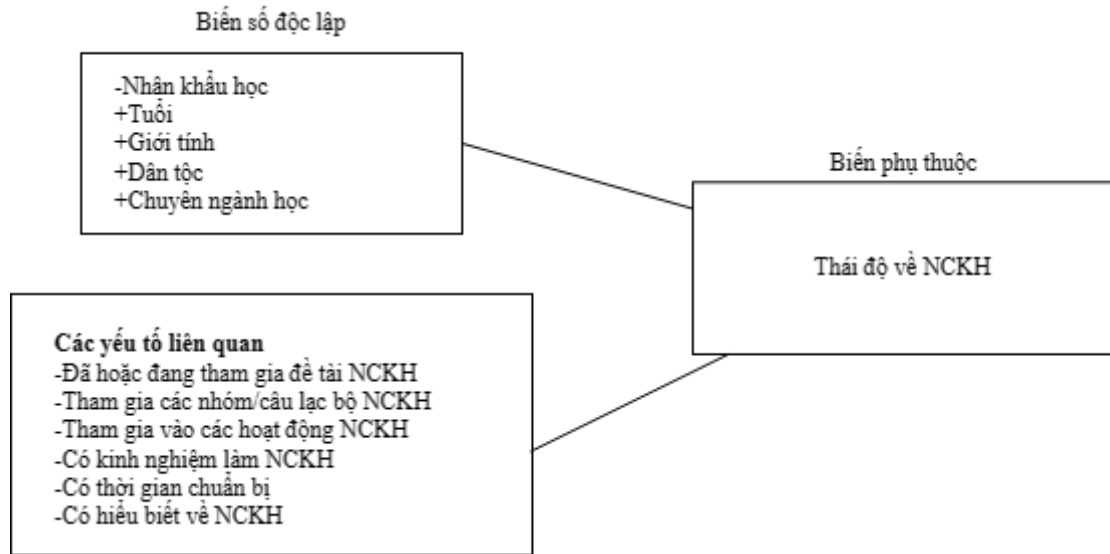 Biến số độc lập
-Nhân khẩu học
+Tuổi
+Giới tính
+Dân tộc
+Chuyên ngành học
Biến phụ thuộc
Thái độ về NCKH
Các yếu tố liên quan
-Đã hoặc đang tham gia đề tài NCKH
-Tham gia các nhóm/câu lạc bộ NCKH
-Tham gia vào các hoạt động NCKH
-Có kinh nghiệm làm NCKH
-Có thời gian chuẩn bị
-Có hiểu biết về NCKH